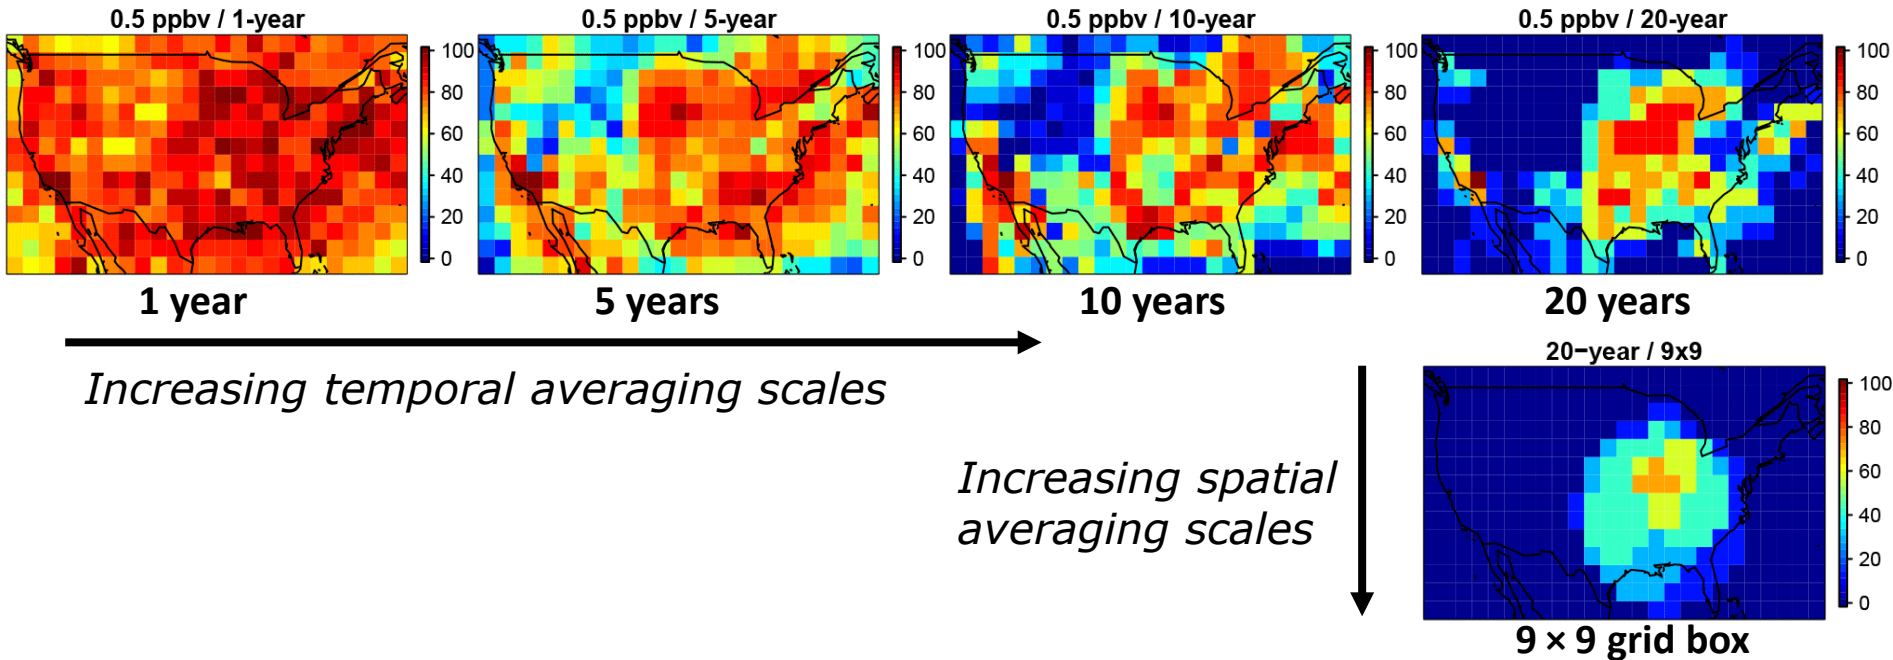 0.5 ppbv / 1-year
0.5 ppbv / 5-year
0.5 ppbv / 10-year
0.5 ppbv / 20-year
100
80
60
40
20
0
100
80
60
40
20
0
100
80
60
40
20
0
100
80
60
40
20
0
1 year
5 years
10 years
20 years
Increasing temporal averaging scales
Increasing spatial
averaging scales
20−year / 9x9
100
80
60
40
20
0
9 × 9 grid box